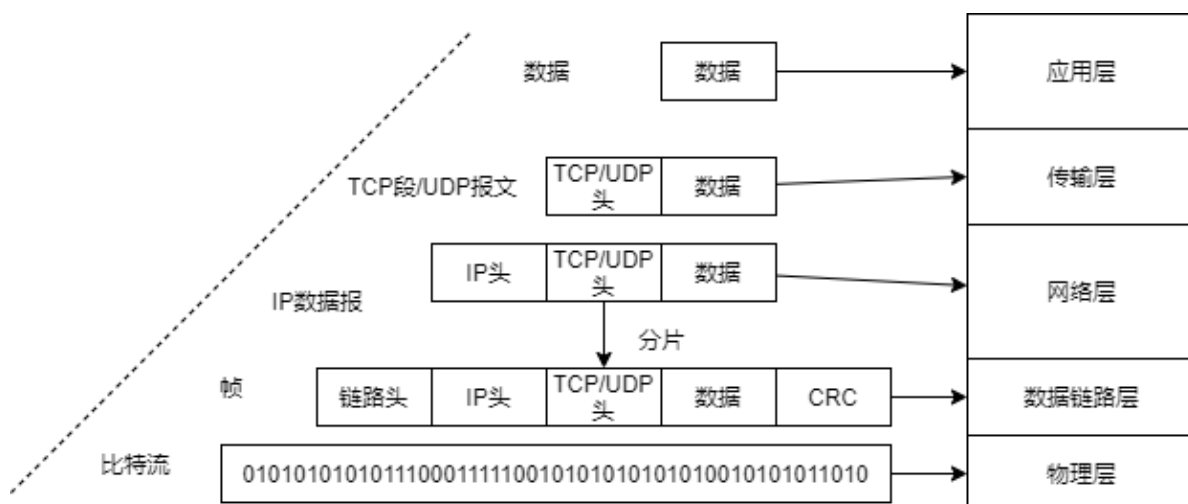 数据
数据
应用层
TCP段/UDP报文
TCP/UDP
头
数据
传输层
IP数据报
IP头
TCP/UDP
头
数据
网络层
分片
帧
链路头
IP头
TCP/UDP
头
数据
CRC
数据链路层
比特流
0101010101011100011111001010101010101001010101011010
物理层